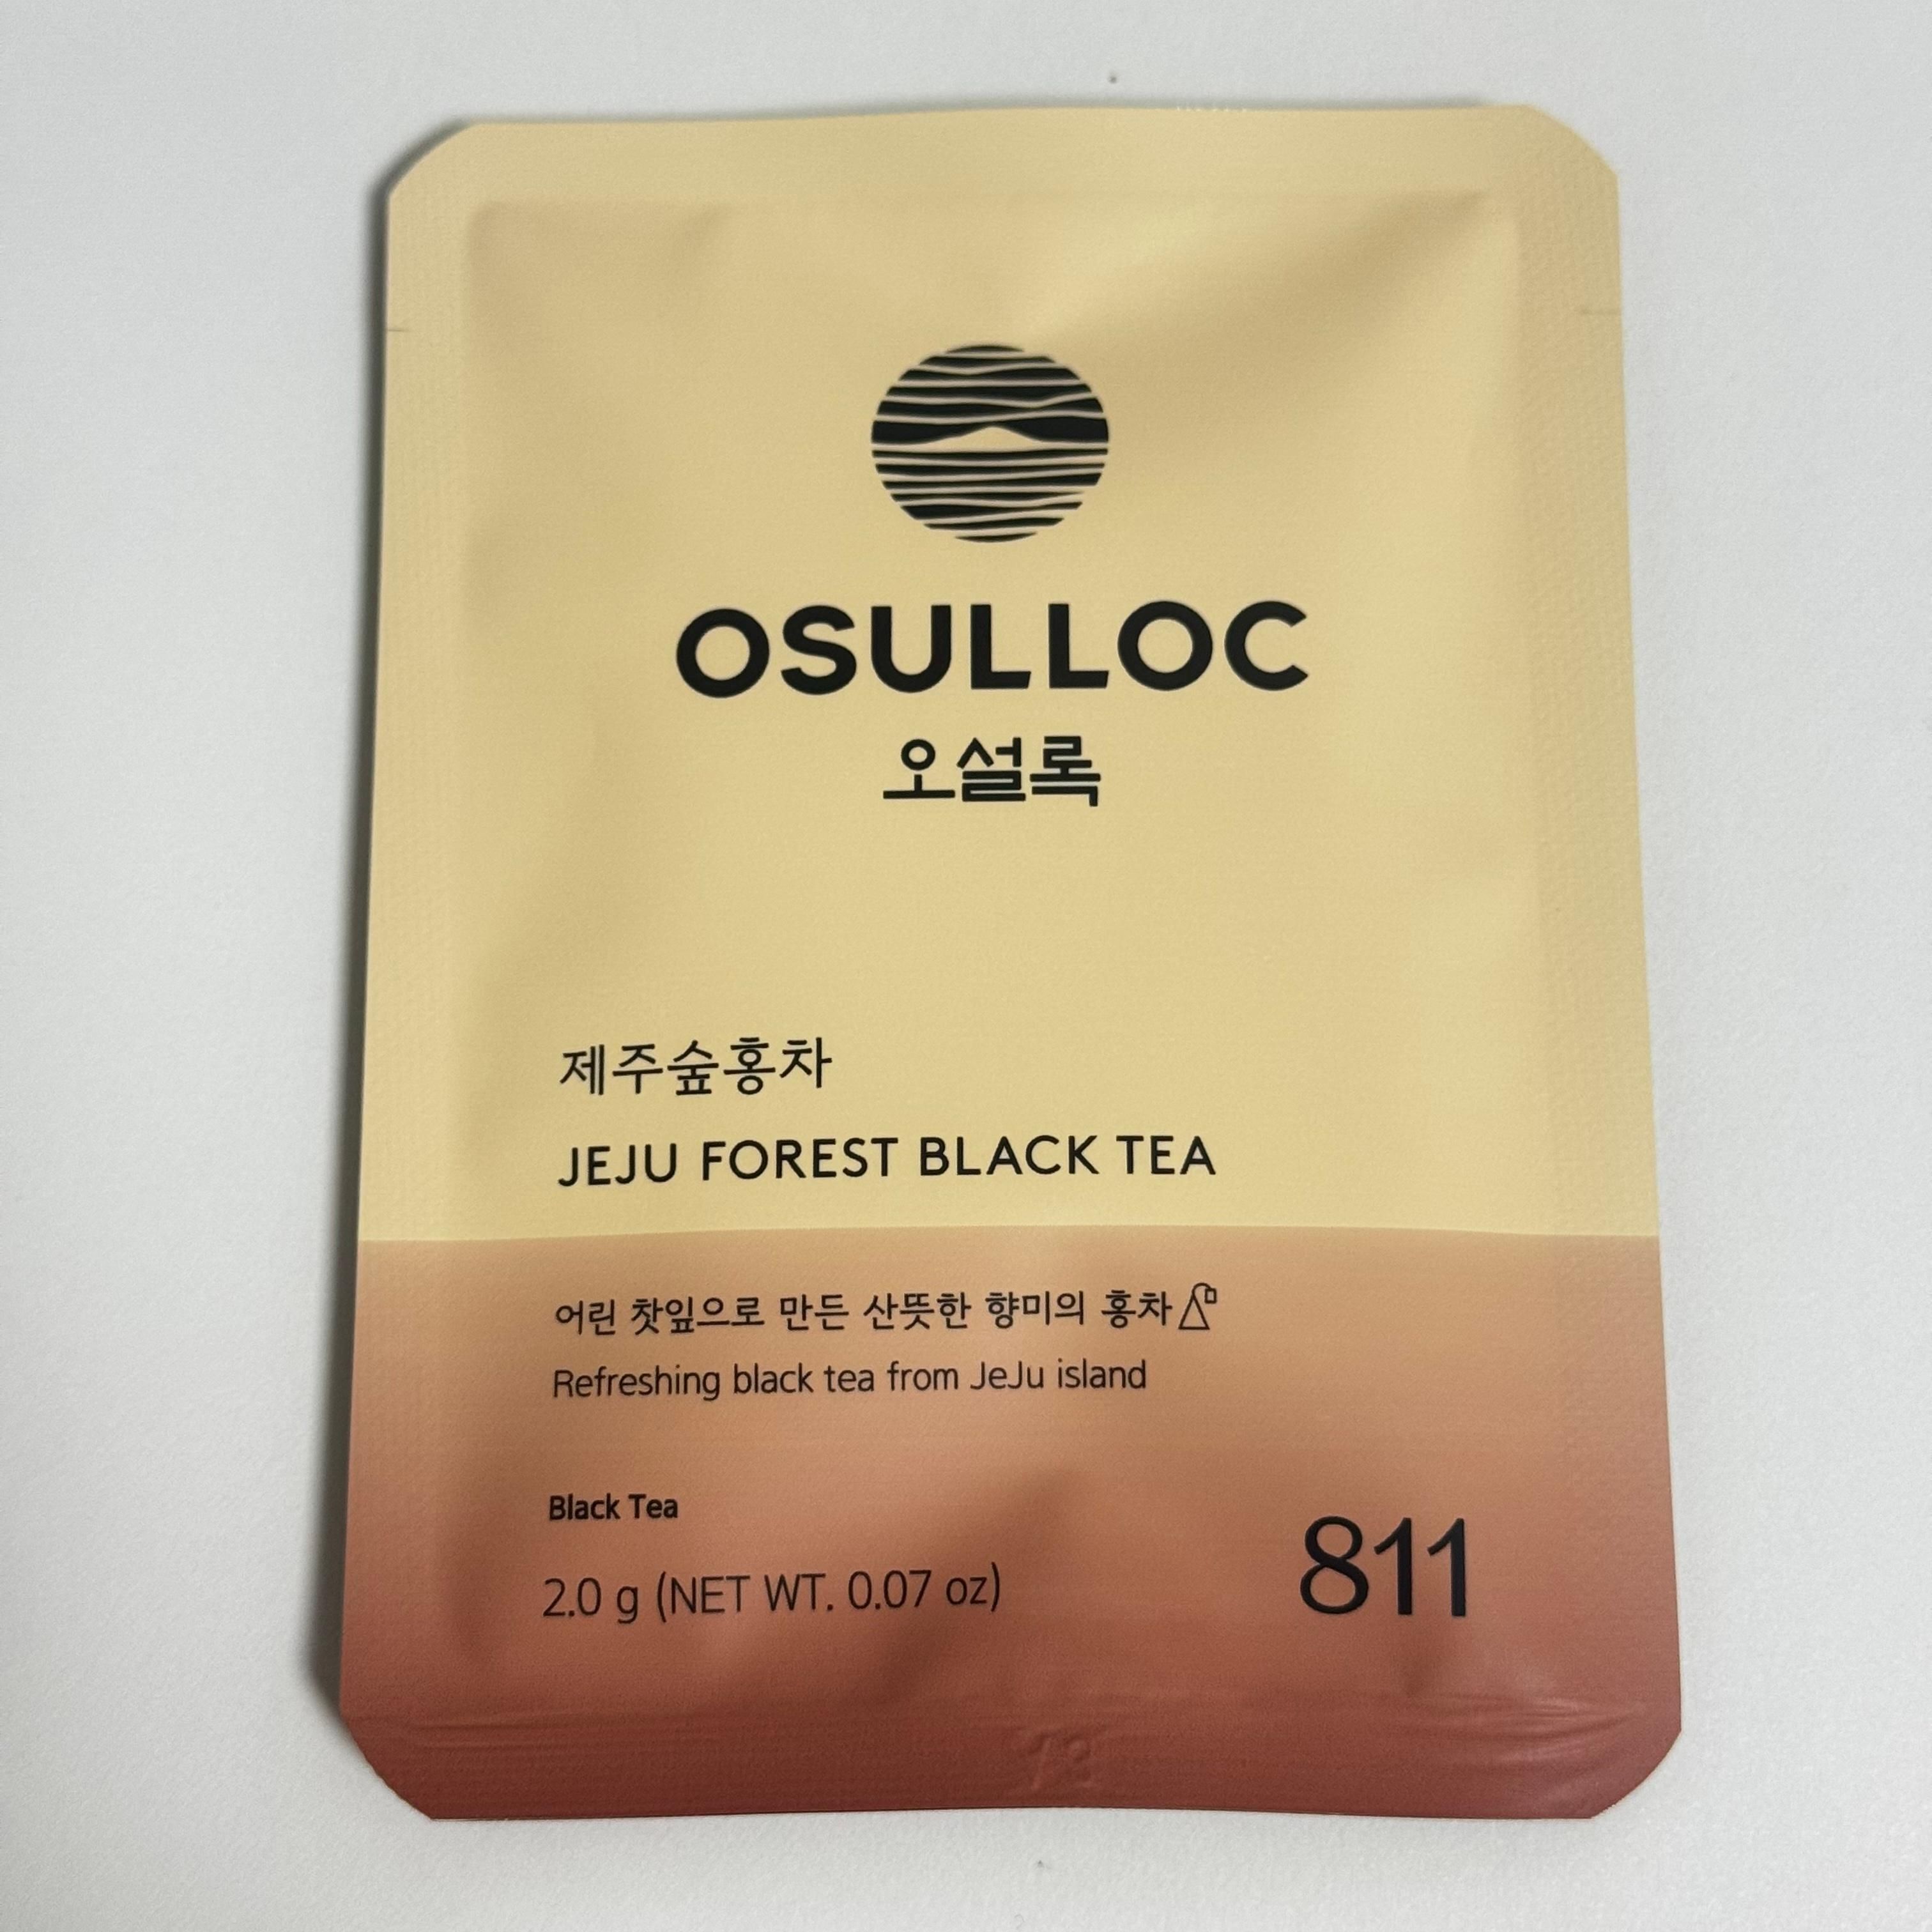 OSULLOC
오설록
제주숲홍차
JEJU FOREST BLACK TEA
어린 찻잎으로 만든 산뜻한 향미의 홍차
Refreshing black tea from JeJu island
Black Tea
2.0 g (NET WT. 0.07 oz)
811